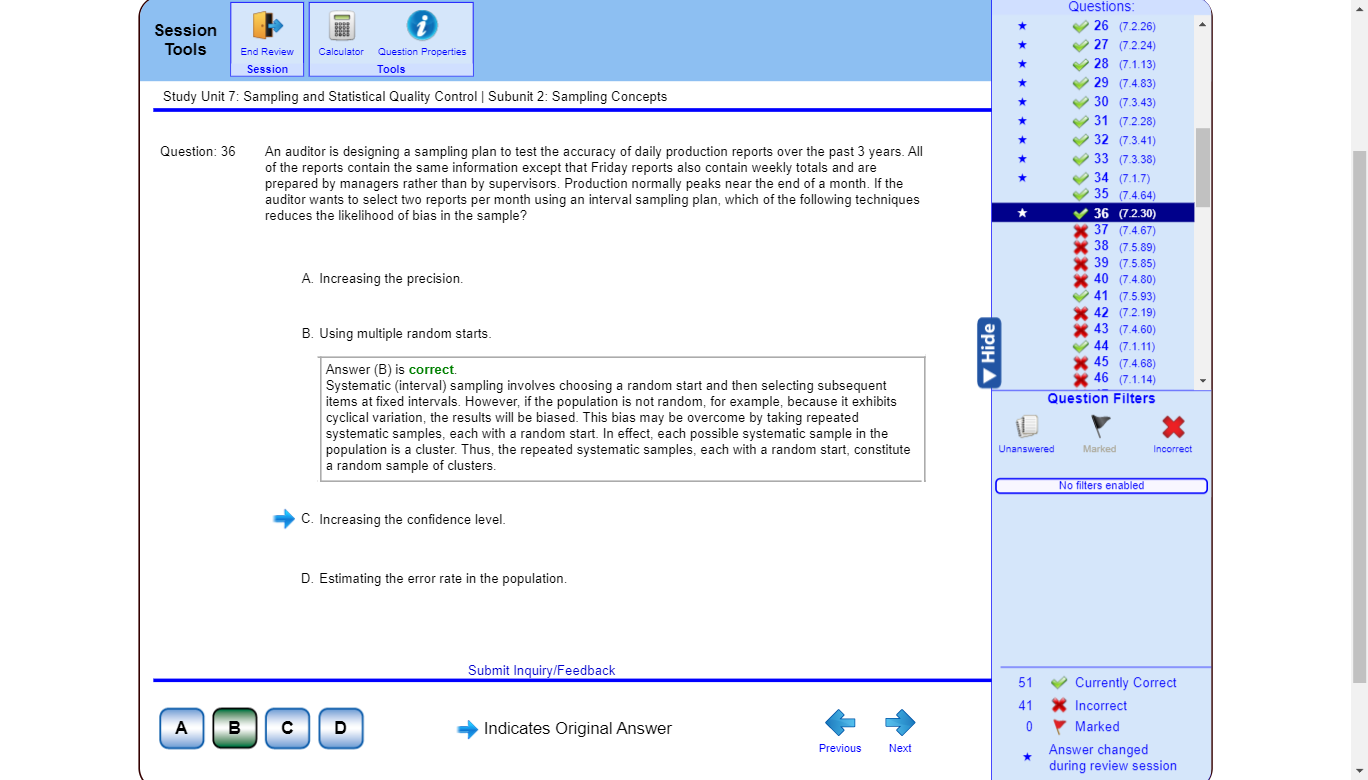 Session
Tools
End Review
Session
Calculator
Question Properties
Tools
Study Unit 7: Sampling and Statistical Quality Control | Subunit 2: Sampling Concepts
Question: 36
An auditor is designing a sampling plan to test the accuracy of daily production reports over the past 3 years. All
of the reports contain the same information except that Friday reports also contain weekly totals and are
prepared by managers rather than by supervisors. Production normally peaks near the end of a month. If the
auditor wants to select two reports per month using an interval sampling plan, which of the following techniques
reduces the likelihood of bias in the sample?
A. Increasing the precision.
B. Using multiple random starts.
Answer (B) is correct.
Systematic (interval) sampling involves choosing a random start and then selecting subsequent
items at fixed intervals. However, if the population is not random, for example, because it exhibits
cyclical variation, the results will be biased. This bias may be overcome by taking repeated
systematic samples, each with a random start. In effect, each possible systematic sample in the
population is a cluster. Thus, the repeated systematic samples, each with a random start, constitute
a random sample of clusters.
C. Increasing the confidence level.
D. Estimating the error rate in the population.
Submit Inquiry/Feedback
A
B
C
D
Indicates Original Answer
Previous
Next
Hide
Questions:
26 (7.2.26)
27 (7.2.24)
28 (7.1.13)
29 (7.4.83)
30 (7.3.43)
31 (7.2.28)
32 (7.3.41)
33 (7.3.38)
34 (7.1.7)
35 (7.4.64)
36 (7.2.30)
37 (7.4.67)
38 (7.5.89)
39 (7.5.85)
40 (7.4.80)
41 (7.5.93)
42 (7.2.19)
43 (7.4.60)
44 (7.1.11)
45 (7.4.68)
46 (7.1.14)
Question Filters
Unanswered
Marked
Incorrect
No filters enabled
51 Currently Correct
41 Incorrect
0 Marked
Answer changed
during review session